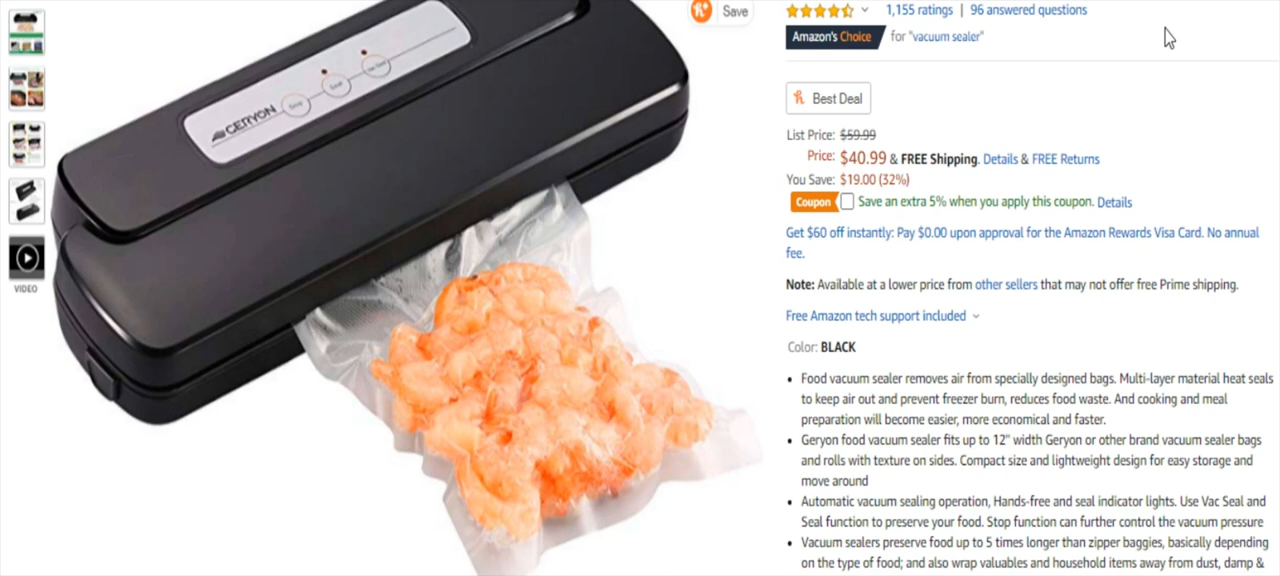 Save
1,155 ratings | 96 answered questions
Amazon's Choice for "vacuum sealer"
Best Deal
List Price: $59.99
Price: $40.99 & FREE Shipping. Details & FREE Returns
You Save: $19.00 (32%)
Coupon Save an extra 5% when you apply this coupon. Details
Get $60 off instantly: Pay $0.00 upon approval for the Amazon Rewards Visa Card. No annual
fee.
Note: Available at a lower price from other sellers that may not offer free Prime shipping.
Free Amazon tech support included
Color: BLACK
• Food vacuum sealer removes air from specially designed bags. Multi-layer material heat seals
to keep air out and prevent freezer burn, reduces food waste. And cooking and meal
preparation will become easier, more economical and faster.
• Geryon food vacuum sealer fits up to 12" width Geryon or other brand vacuum sealer bags
and rolls with texture on sides. Compact size and lightweight design for easy storage and
move around
• Automatic vacuum sealing operation, Hands-free and seal indicator lights. Use Vac Seal and
Seal function to preserve your food. Stop function can further control the vacuum pressure
• Vacuum sealers preserve food up to 5 times longer than zipper baggies, basically depending
on the type of food; and also wrap valuables and household items away from dust, damp &
GERYON
VIDEO